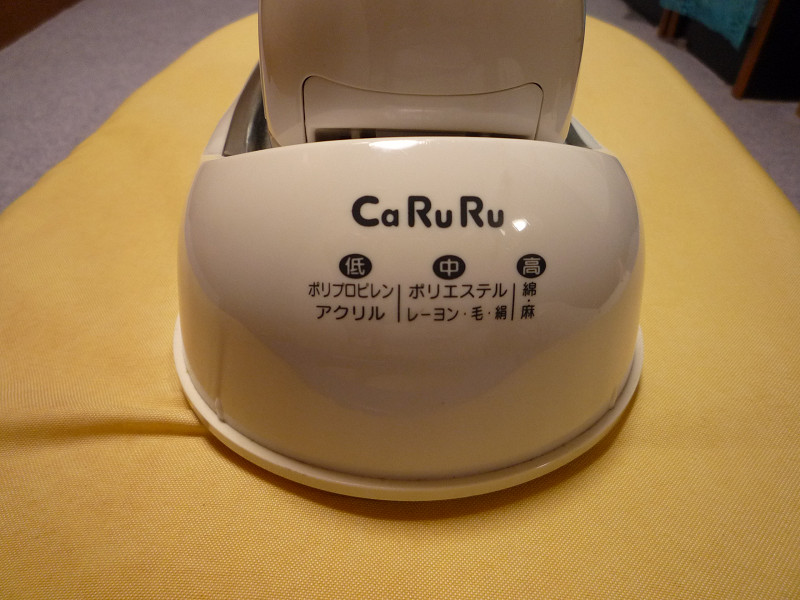 CaRuRu
低 中 高
ポリプロピレン ポリエステル 綿・麻
アクリル レーヨン・毛・絹